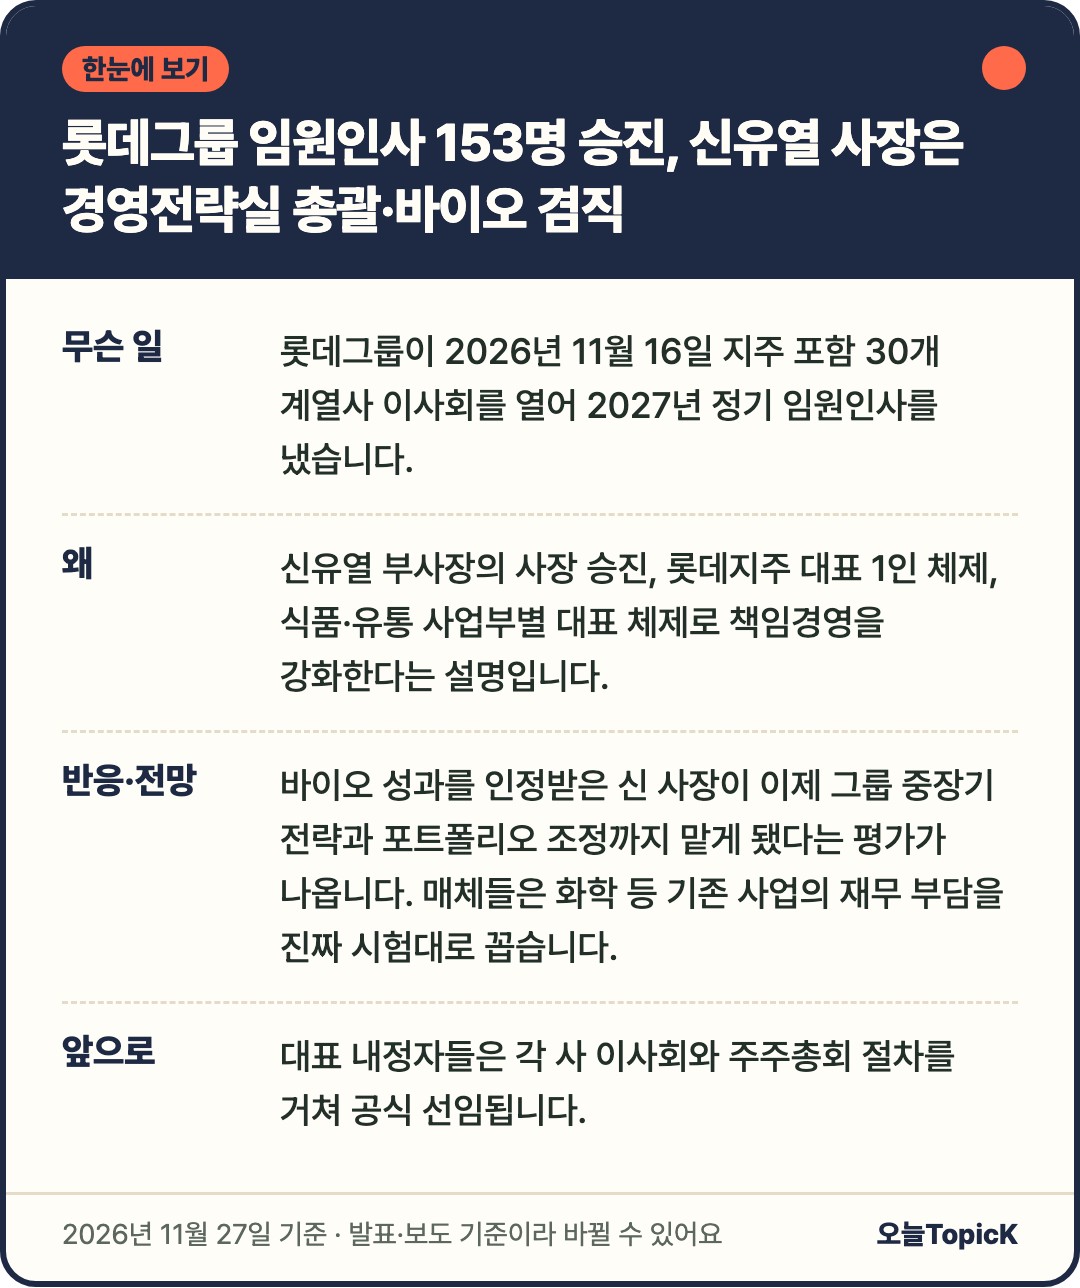 한눈에 보기
롯데그룹 임원인사 153명 승진, 신유열 사장은
경영전략실 총괄·바이오 겸직
무슨 일
롯데그룹이 2026년 11월 16일 지주 포함 30개
계열사 이사회를 열어 2027년 정기 임원인사를
냈습니다.
왜
신유열 부사장의 사장 승진, 롯데지주 대표 1인 체제,
식품·유통 사업부별 대표 체제로 책임경영을
강화한다는 설명입니다.
반응·전망
바이오 성과를 인정받은 신 사장이 이제 그룹 중장기
전략과 포트폴리오 조정까지 맡게 됐다는 평가가
나옵니다. 매체들은 화학 등 기존 사업의 재무 부담을
진짜 시험대로 꼽습니다.
앞으로
대표 내정자들은 각 사 이사회와 주주총회 절차를
거쳐 공식 선임됩니다.
2026년 11월 27일 기준 · 발표·보도 기준이라 바뀔 수 있어요
오늘TopicK